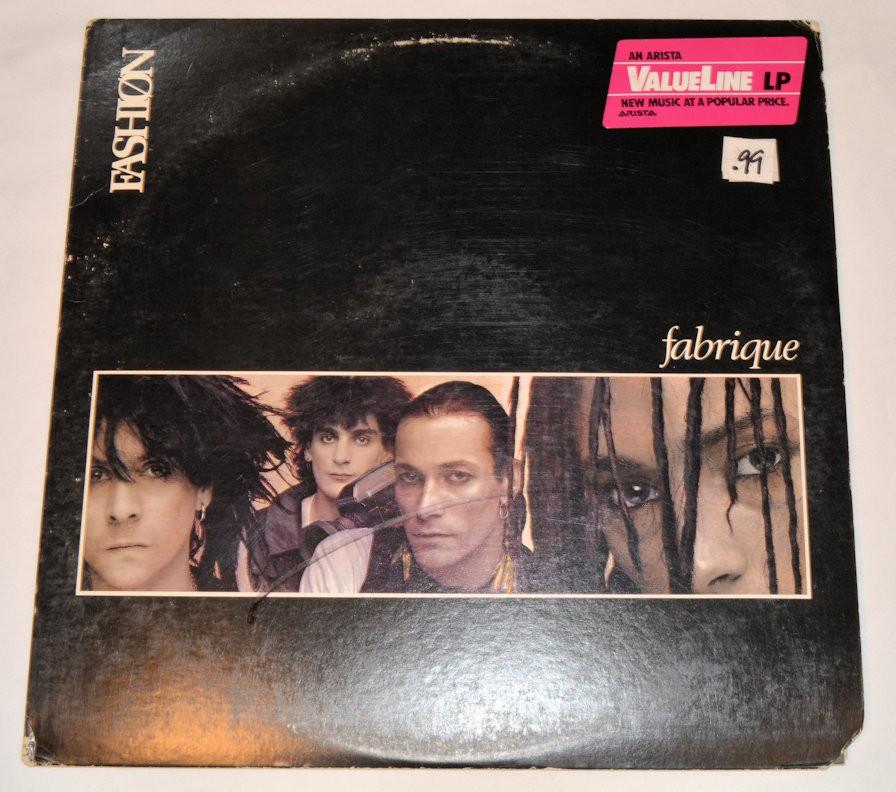 FASHIØN
AN ARISTA
VALUELINE LP
NEW MUSIC AT A POPULAR PRICE.
ARISTA
.99
fabrique